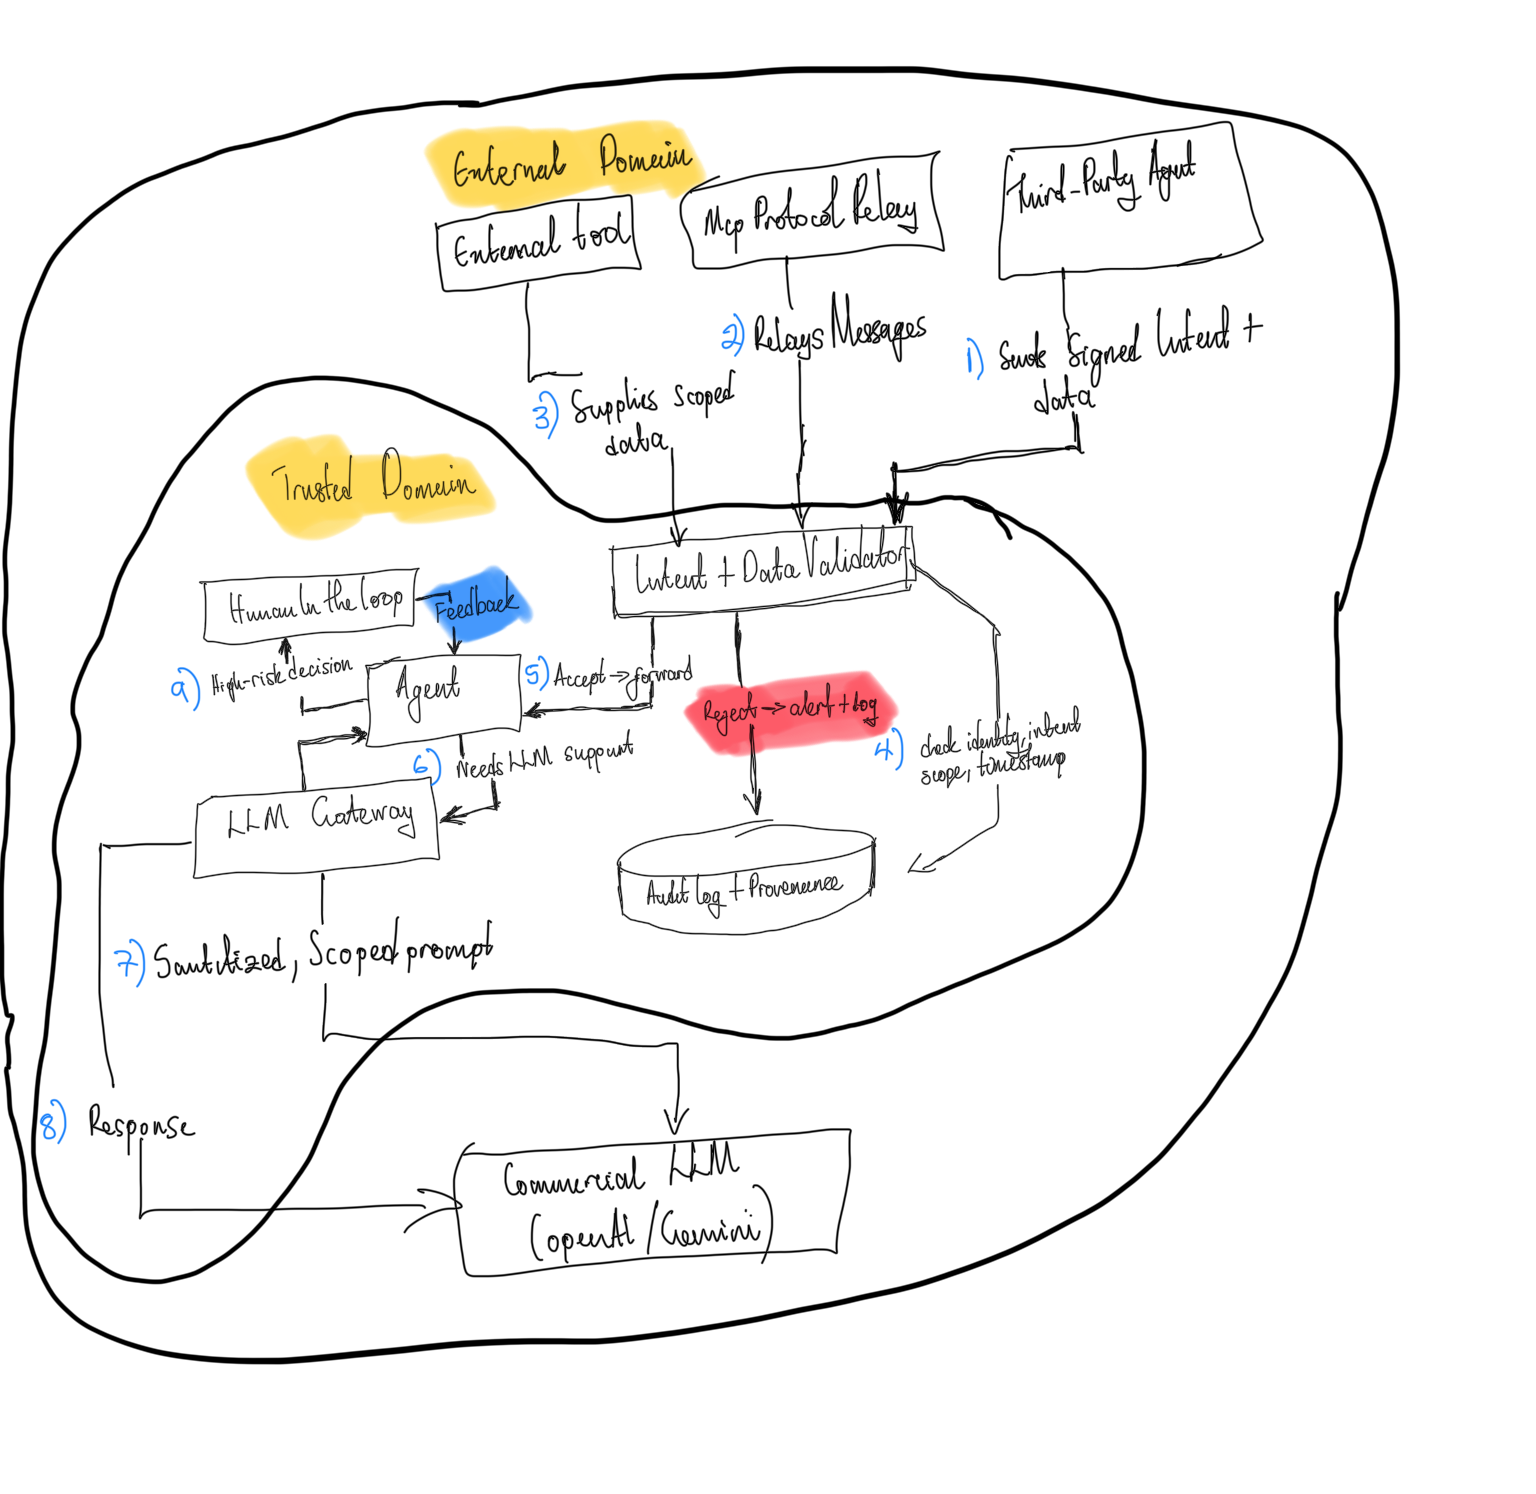 External Domain
External tool
Mcp Protocol Relay
Third-Party Agent
1) Sends Signed Intent +
data
2) Relays Messages
3) Supplies scoped
data
Trusted Domain
Intent + Data Validator
Human In the loop
Feedback
9) High-risk decision
Agent
5) Accept → forward
Reject → alert + log
4) check identity, intent
scope, timestamp
6) Needs LLM support
LLM Gateway
Audit log + Provenence
7) Sanitized, Scoped prompt
8) Response
Commercial LLM
(openAI / Gemini)